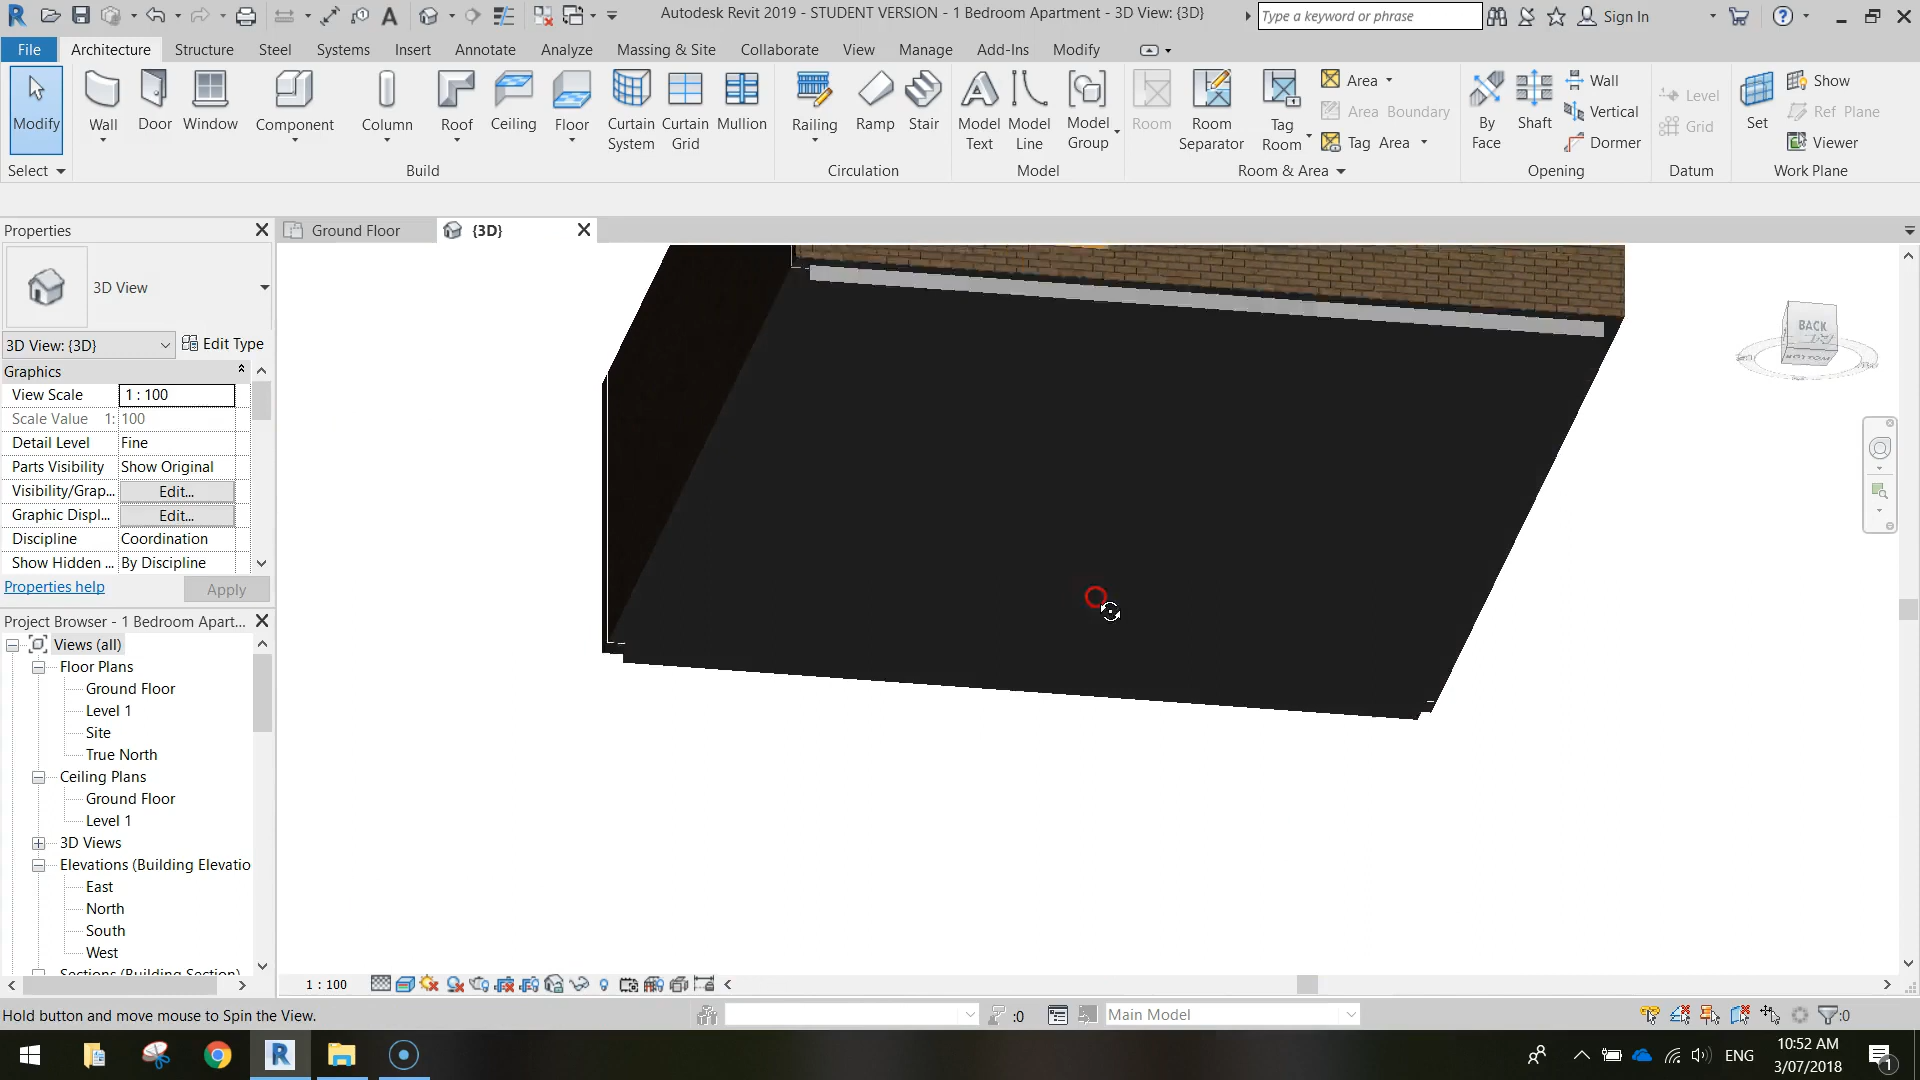 Autodesk Revit 2019 - STUDENT VERSION - 1 Bedroom Apartment - 3D View: {3D}
Type a keyword or phrase
Sign In
File
Architecture
Structure
Steel
Systems
Insert
Annotate
Analyze
Massing & Site
Collaborate
View
Manage
Add-Ins
Modify
Modify
Wall
Door
Window
Component
Column
Roof
Ceiling
Floor
Curtain
System
Curtain
Grid
Mullion
Railing
Ramp
Stair
Model
Text
Model
Line
Model
Group
Room
Room
Separator
Tag
Room
Area
Area Boundary
Tag Area
By
Face
Shaft
Wall
Vertical
Dormer
Level
Grid
Set
Show
Ref Plane
Viewer
Select
Build
Circulation
Model
Room & Area
Opening
Datum
Work Plane
Properties
Ground Floor
{3D}
3D View
3D View: {3D}
Edit Type
Graphics
View Scale 1 : 100
Scale Value 1: 100
Detail Level Fine
Parts Visibility Show Original
Visibility/Grap... Edit...
Graphic Displ... Edit...
Discipline Coordination
Show Hidden ... By Discipline
Properties help
Apply
Project Browser - 1 Bedroom Apart...
Views (all)
Floor Plans
Ground Floor
Level 1
Site
True North
Ceiling Plans
Ground Floor
Level 1
3D Views
Elevations (Building Elevatio
East
North
South
West
Sections (Building Section)
BACK
BOTTOM
1 : 100
Hold button and move mouse to Spin the View.
:0
Main Model
:0
ENG
10:52 AM
3/07/2018
1